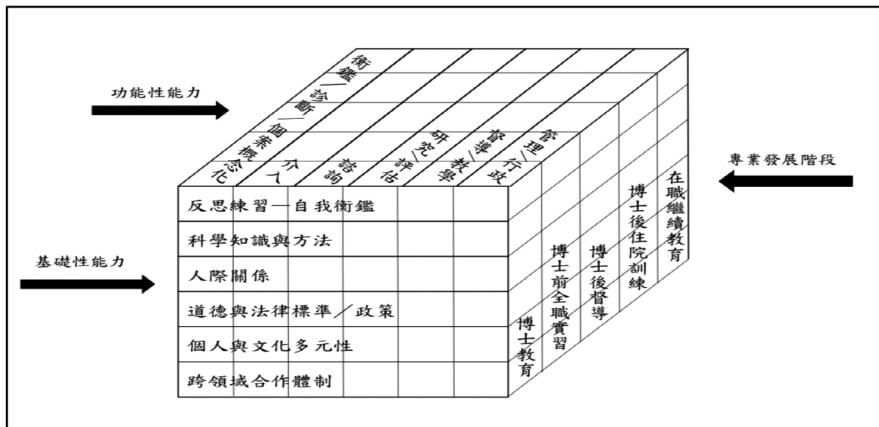 功能性能力
衡鑑／診斷／個案概念化
介入
諮詢
研究／評估
督導／教學
管理／行政
專業發展階段
基礎性能力
反思練習—自我衡鑑
科學知識與方法
人際關係
道德與法律標準／政策
個人與文化多元性
跨領域合作體制
博士教育
博士前全職實習
博士後督導
博士後住院訓練
在職繼續教育